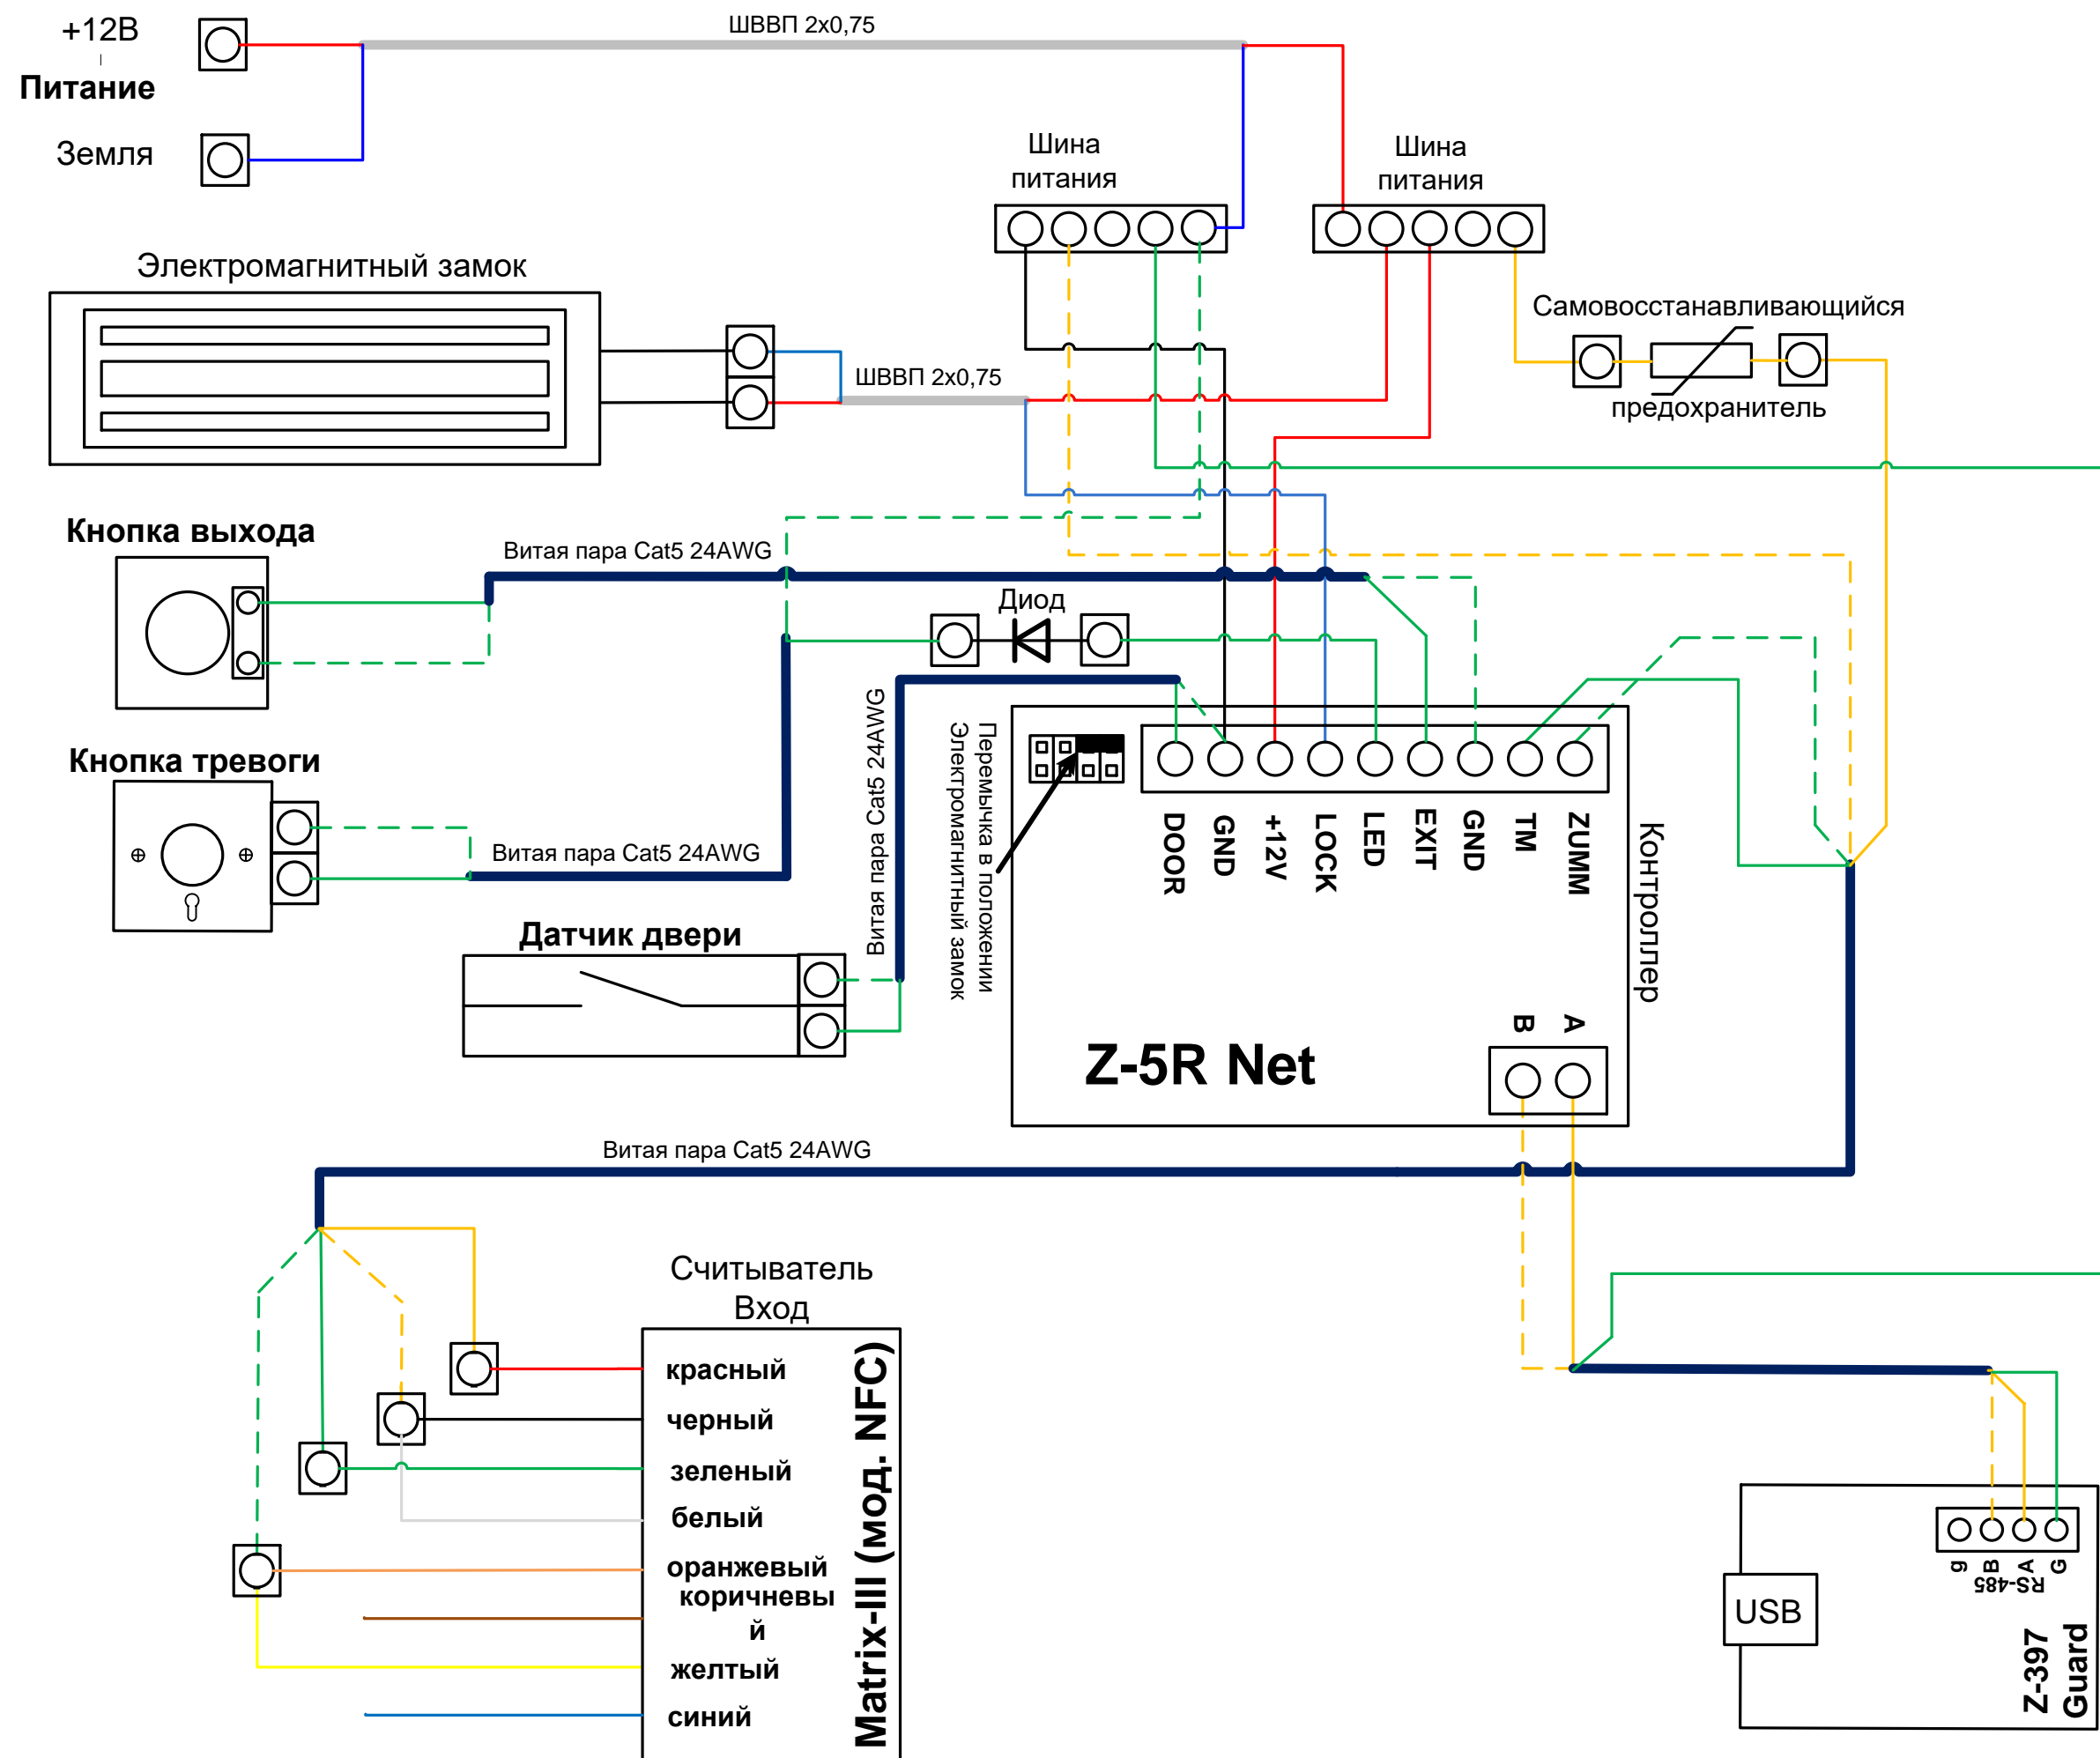 +12В
Питание
Земля
ШВВП 2х0,75
Шина
питания
Шина
питания
Электромагнитный замок
ШВВП 2х0,75
Самовосстанавливающийся
предохранитель
Кнопка выхода
Витая пара Cat5 24AWG
Диод
Кнопка тревоги
Витая пара Cat5 24AWG
Витая пара Cat5 24AWG
Перемычка в положении
Электромагнитный замок
DOOR
GND
+12V
LOCK
LED
EXIT
GND
TM
ZUMM
Контроллер
Датчик двери
B
A
Z-5R Net
Витая пара Cat5 24AWG
Считыватель
Вход
красный
черный
зеленый
белый
оранжевый
коричневы
й
желтый
синий
Matrix-III (мод. NFC)
g
B
A
G
RS-485
USB
Z-397
Guard